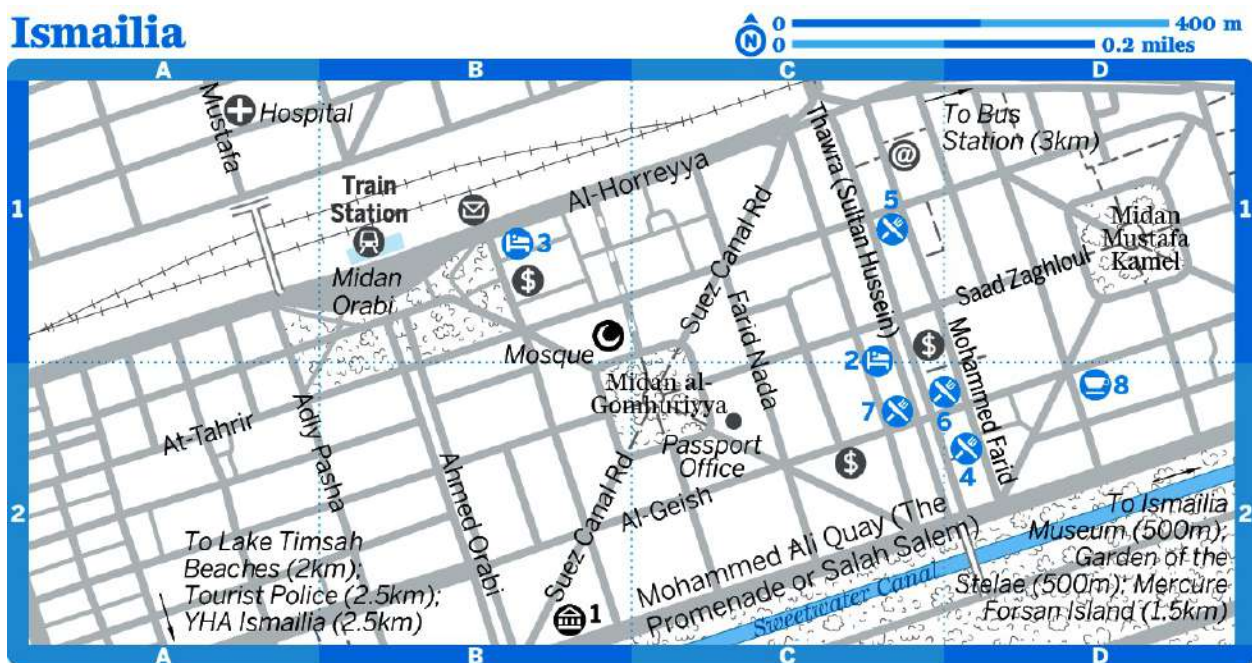 Ismailia
N
0 400 m
0 0.2 miles
A B C D
1
Mustafa
Hospital
Train
Station
Midan
Orabi
Al-Horreyya
3
$
Mosque
Suez Canal Rd
Farid Nada
Thawra (Sultan Hussein)
To Bus
Station (3km)
@
5
Midan
Mustafa
Kamel
Saad Zaghloul
Mohammed Farid
$
1
2
At-Tahrir
Adly Pasha
Ahmed Orabi
Midan al-
Gomhuriyya
Passport
Office
2
7
6
4
8
$
Al-Geish
Suez Canal Rd
1
Mohammed Ali Quay (The
Promenade or Salah Salem)
Sweetwater Canal
To Lake Timsah
Beaches (2km);
Tourist Police (2.5km);
YHA Ismailia (2.5km)
To Ismailia
Museum (500m);
Garden of the
Stelae (500m); Mercure
Forsan Island (1.5km)
2
A B C D